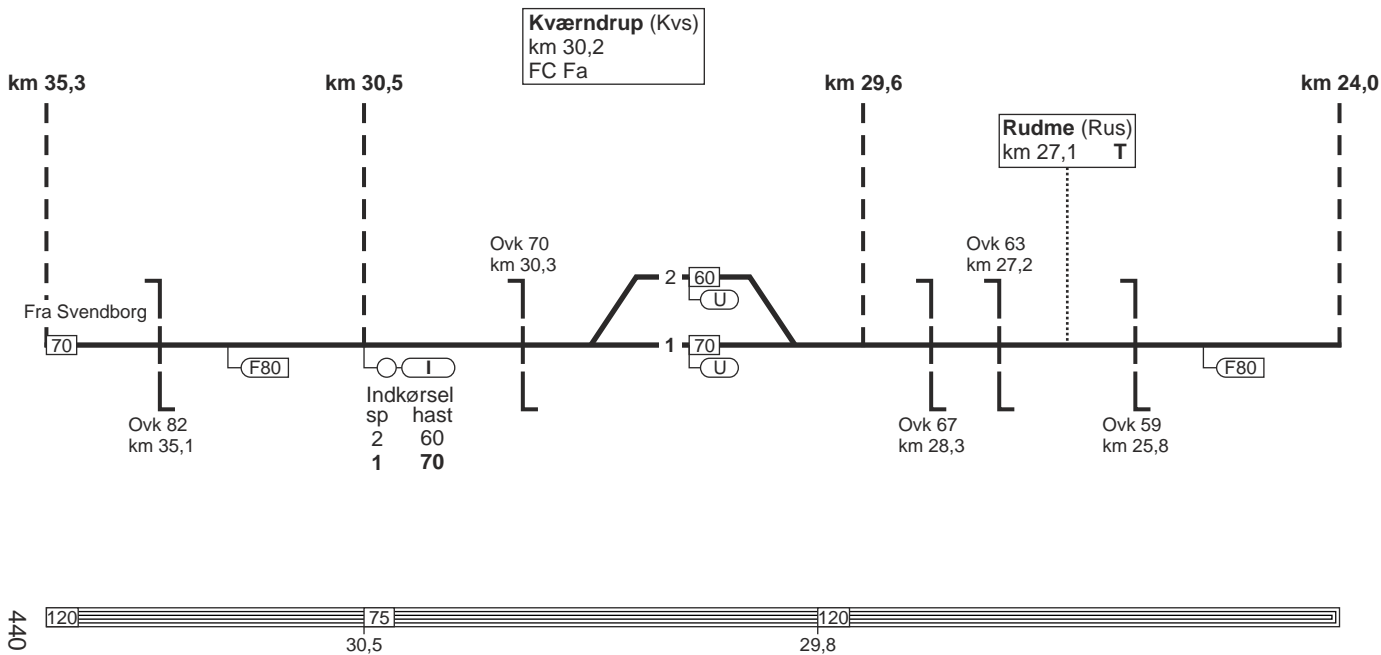 Kværndrup (Kvs)
km 30,2
FC Fa
km 35,3
km 30,5
km 29,6
km 24,0
Rudme (Rus)
km 27,1 T
Ovk 70
km 30,3
Ovk 63
km 27,2
2 60
U
Fra Svendborg
70
1 70
U
F80
I
F80
Indkørsel
sp hast
2 60
1 70
Ovk 82
km 35,1
Ovk 67
km 28,3
Ovk 59
km 25,8
440
120 75 120
30,5 29,8